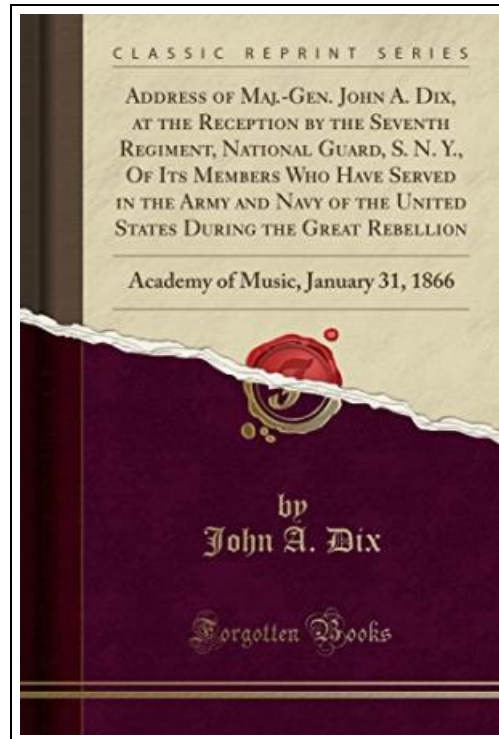 CLASSIC REPRINT SERIES
ADDRESS OF MAJ.-GEN. JOHN A. DIX,
AT THE RECEPTION BY THE SEVENTH
REGIMENT, NATIONAL GUARD, S. N. Y.,
OF ITS MEMBERS WHO HAVE SERVED
IN THE ARMY AND NAVY OF THE UNITED
STATES DURING THE GREAT REBELLION
Academy of Music, January 31, 1866
by
John A. Dix
Forgotten Books